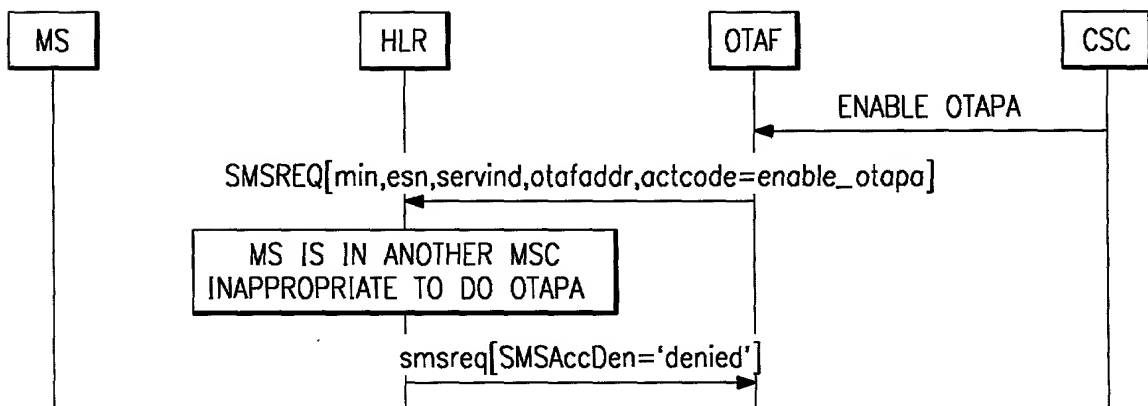 MS
HLR
OTAF
CSC
ENABLE OTAPA
SMSREQ[min,esn,servind,otafaddr,actcode=enable_otapa]
MS IS IN ANOTHER MSC
INAPPROPRIATE TO DO OTAPA
smsreq[SMSAccDen=‘denied’]